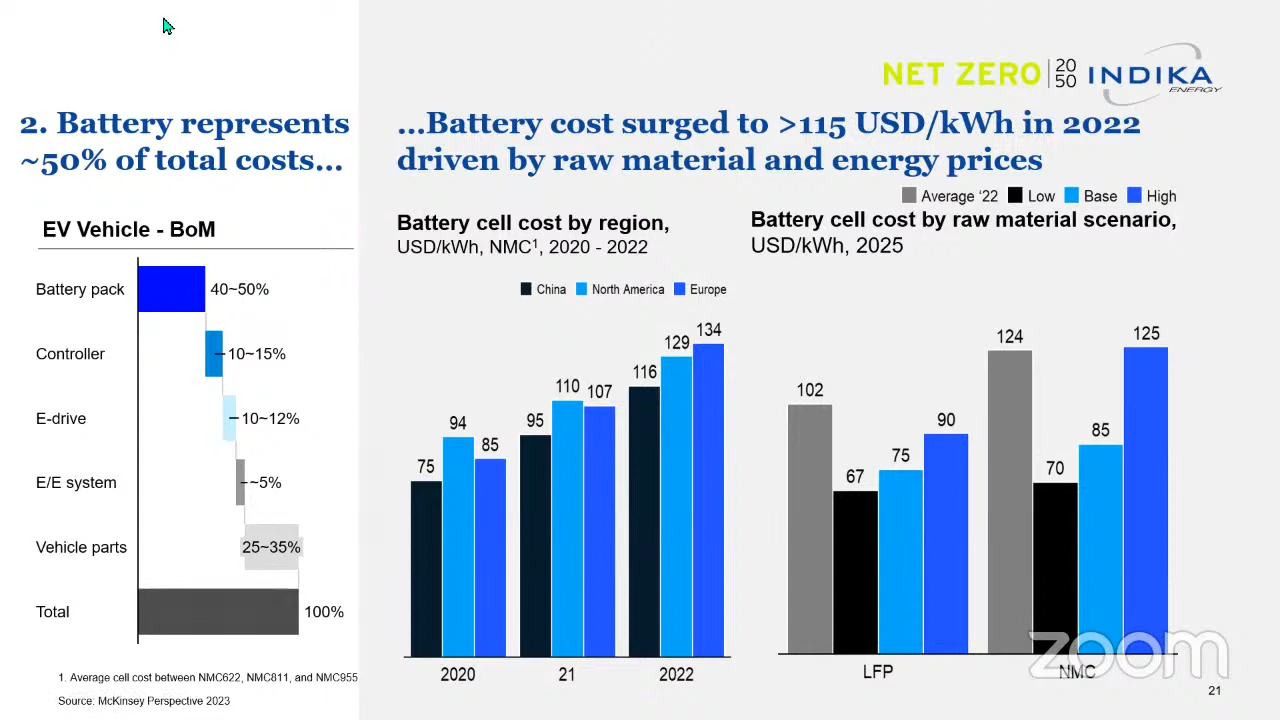 NET ZERO 20
50 INDIKA
ENERGY
2. Battery represents
~50% of total costs...
...Battery cost surged to >115 USD/kWh in 2022
driven by raw material and energy prices
EV Vehicle - BoM
Battery pack 40~50%
Controller 10~15%
E-drive 10~12%
E/E system ~5%
Vehicle parts 25~35%
Total 100%
1. Average cell cost between NMC622, NMC811, and NMC955
Source: McKinsey Perspective 2023
Battery cell cost by region,
USD/kWh, NMC1, 2020 - 2022
China North America Europe
75 94 85
95 110 107
116 129 134
2020 21 2022
Average ‘22 Low Base High
Battery cell cost by raw material scenario,
USD/kWh, 2025
102 67 75 90
124 70 85 125
LFP NMC
zoom
21